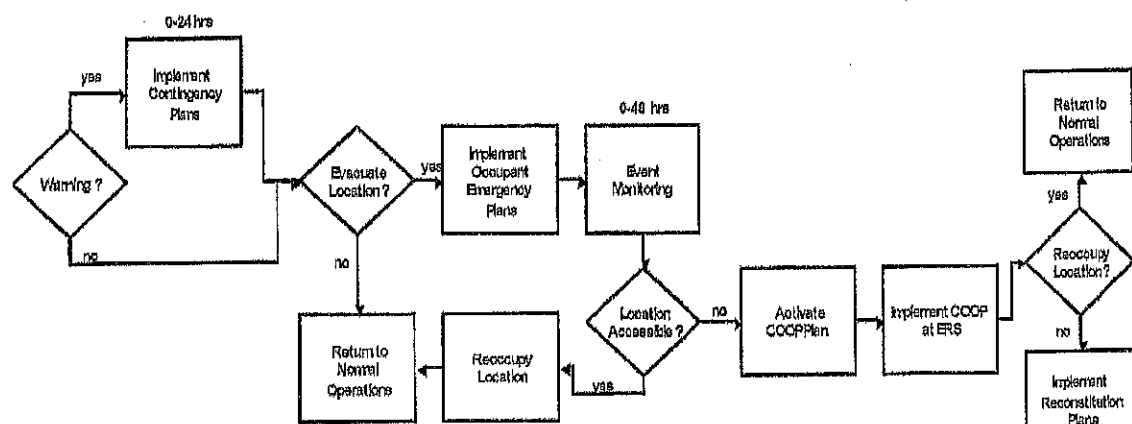 0-24 hrs
Implement
Contingency
Plans
yes
Warning ?
no
Evacuate
Location ?
yes
no
Implement
Occupant
Emergency
Plans
0-48 hrs
Event
Monitoring
Location
Accessible ?
no
yes
Reoccupy
Location
Return to
Normal
Operations
Activate
COOP Plan
Implement COOP
at ERS
Reoccupy
Location?
yes
Return to
Normal
Operations
no
Implement
Reconstitution
Plans